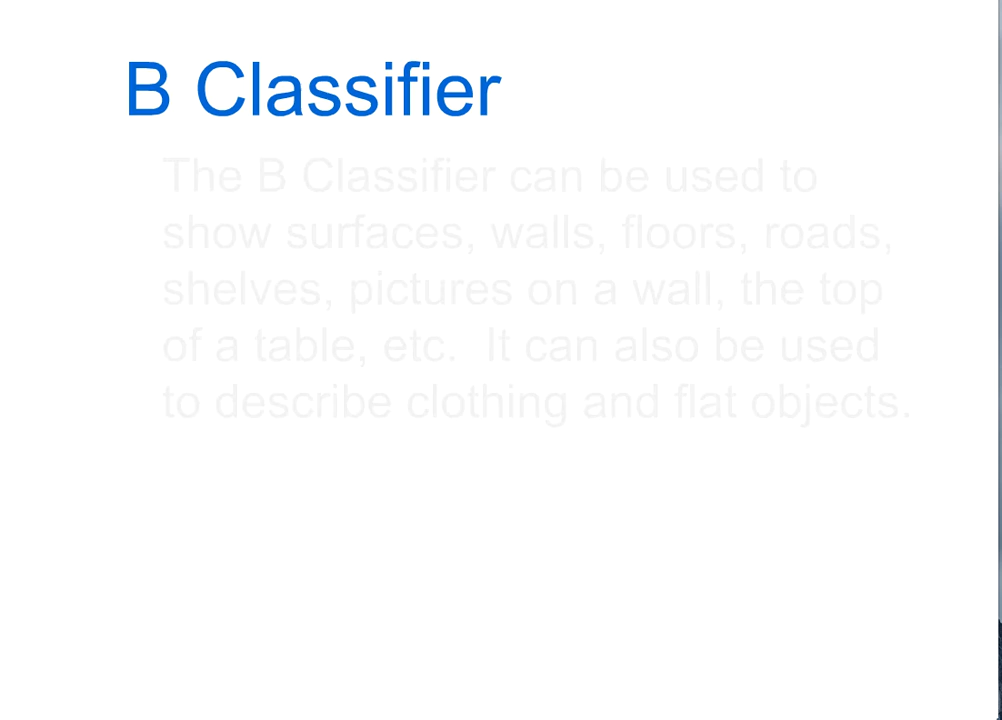 B Classifier
The B Classifier can be used to
show surfaces, walls, floors, roads,
shelves, pictures on a wall, the top
of a table, etc.  It can also be used
to describe clothing and flat objects.